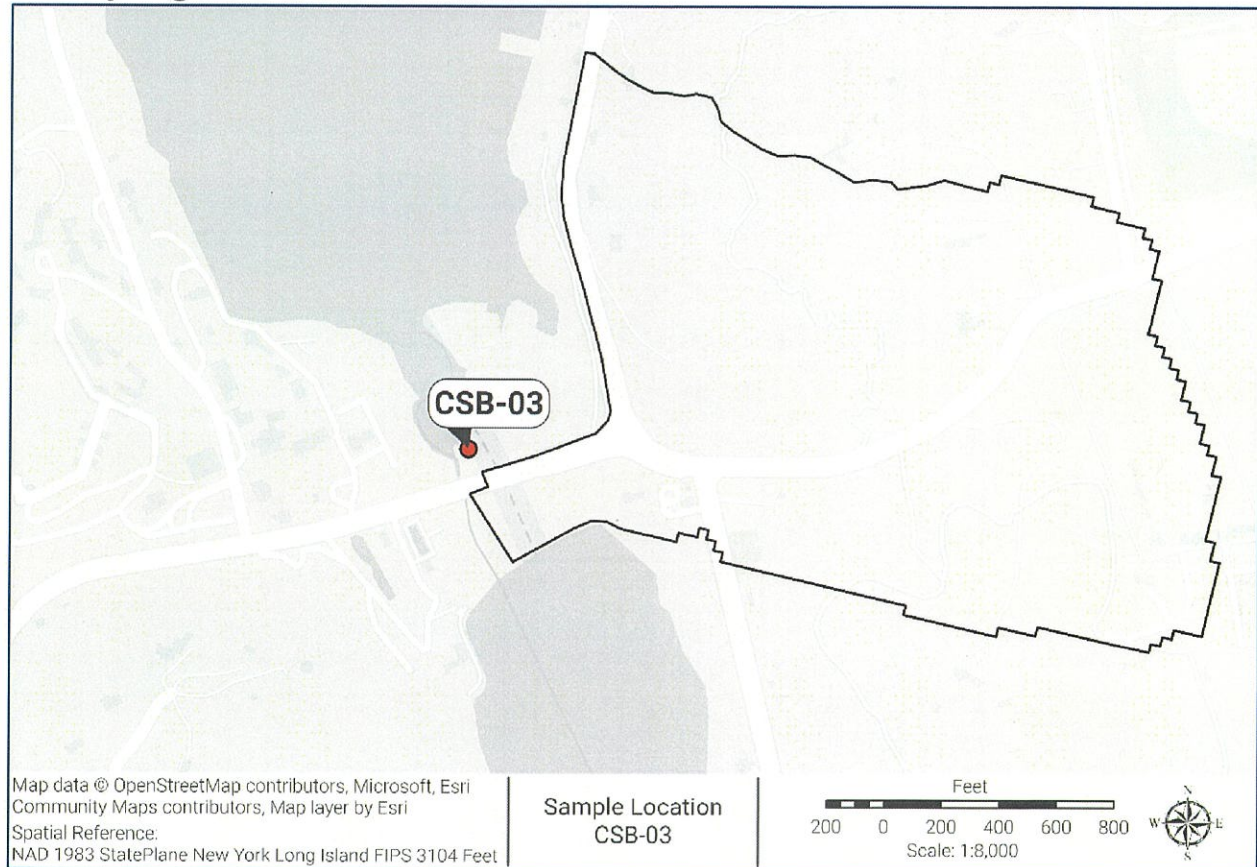 CSB-03
Map data © OpenStreetMap contributors, Microsoft, Esri
Community Maps contributors, Map layer by Esri
Spatial Reference:
NAD 1983 StatePlane New York Long Island FIPS 3104 Feet
Sample Location
CSB-03
Feet
200 0 200 400 600 800
Scale: 1:8,000
N
W E
S